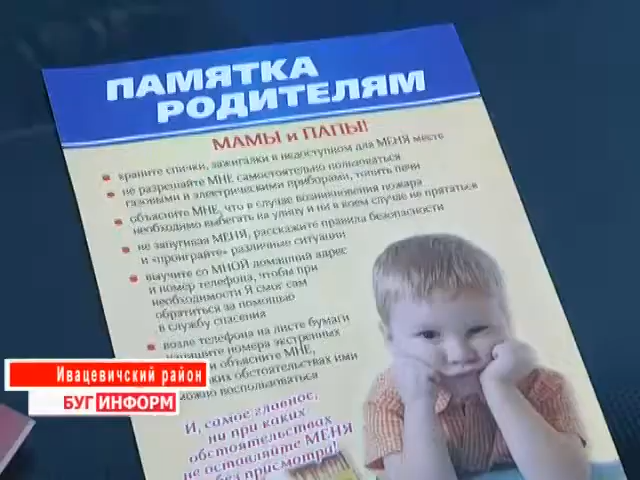 ПАМЯТКА
РОДИТЕЛЯМ
МАМЫ и ПАПЫ!
храните спички, зажигалки в недоступном для МЕНЯ месте
не разрешайте МНЕ самостоятельно пользоваться
газовыми и электрическими приборами, топить печи
объясните МНЕ, что в случае возникновения пожара
необходимо выбегать на улицу и ни в коем случае не прятаться
не запугивая МЕНЯ, расскажите правила безопасности
и «проиграйте» различные ситуации
выучите со МНОЙ домашний адрес
и номер телефона, чтобы при
необходимости Я смог сам
обратиться за помощью
в службу спасения
возле телефона на листе бумаги
напишите номера экстренных
и объясните МНЕ,
каких обстоятельствах ими
можно воспользоваться
И, самое главное,
ни при каких
обстоятельствах
не оставляйте МЕНЯ
без присмотра!
Ивацевичский район
БУГ ИНФОРМ